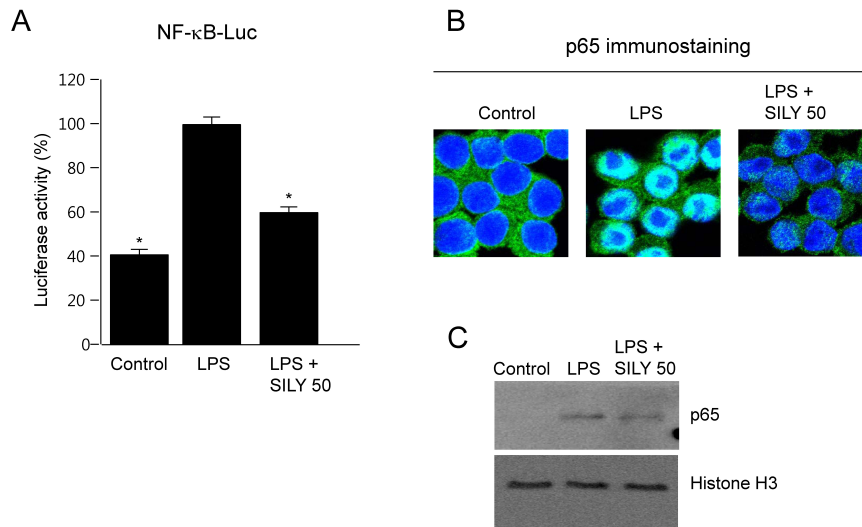 A
NF-κB-Luc
Luciferase activity (%)
120
100
80
60
40
20
0
*
*
Control
LPS
LPS +
SILY 50
B
p65 immunostaining
Control
LPS
LPS +
SILY 50
C
Control
LPS
LPS +
SILY 50
p65
Histone H3